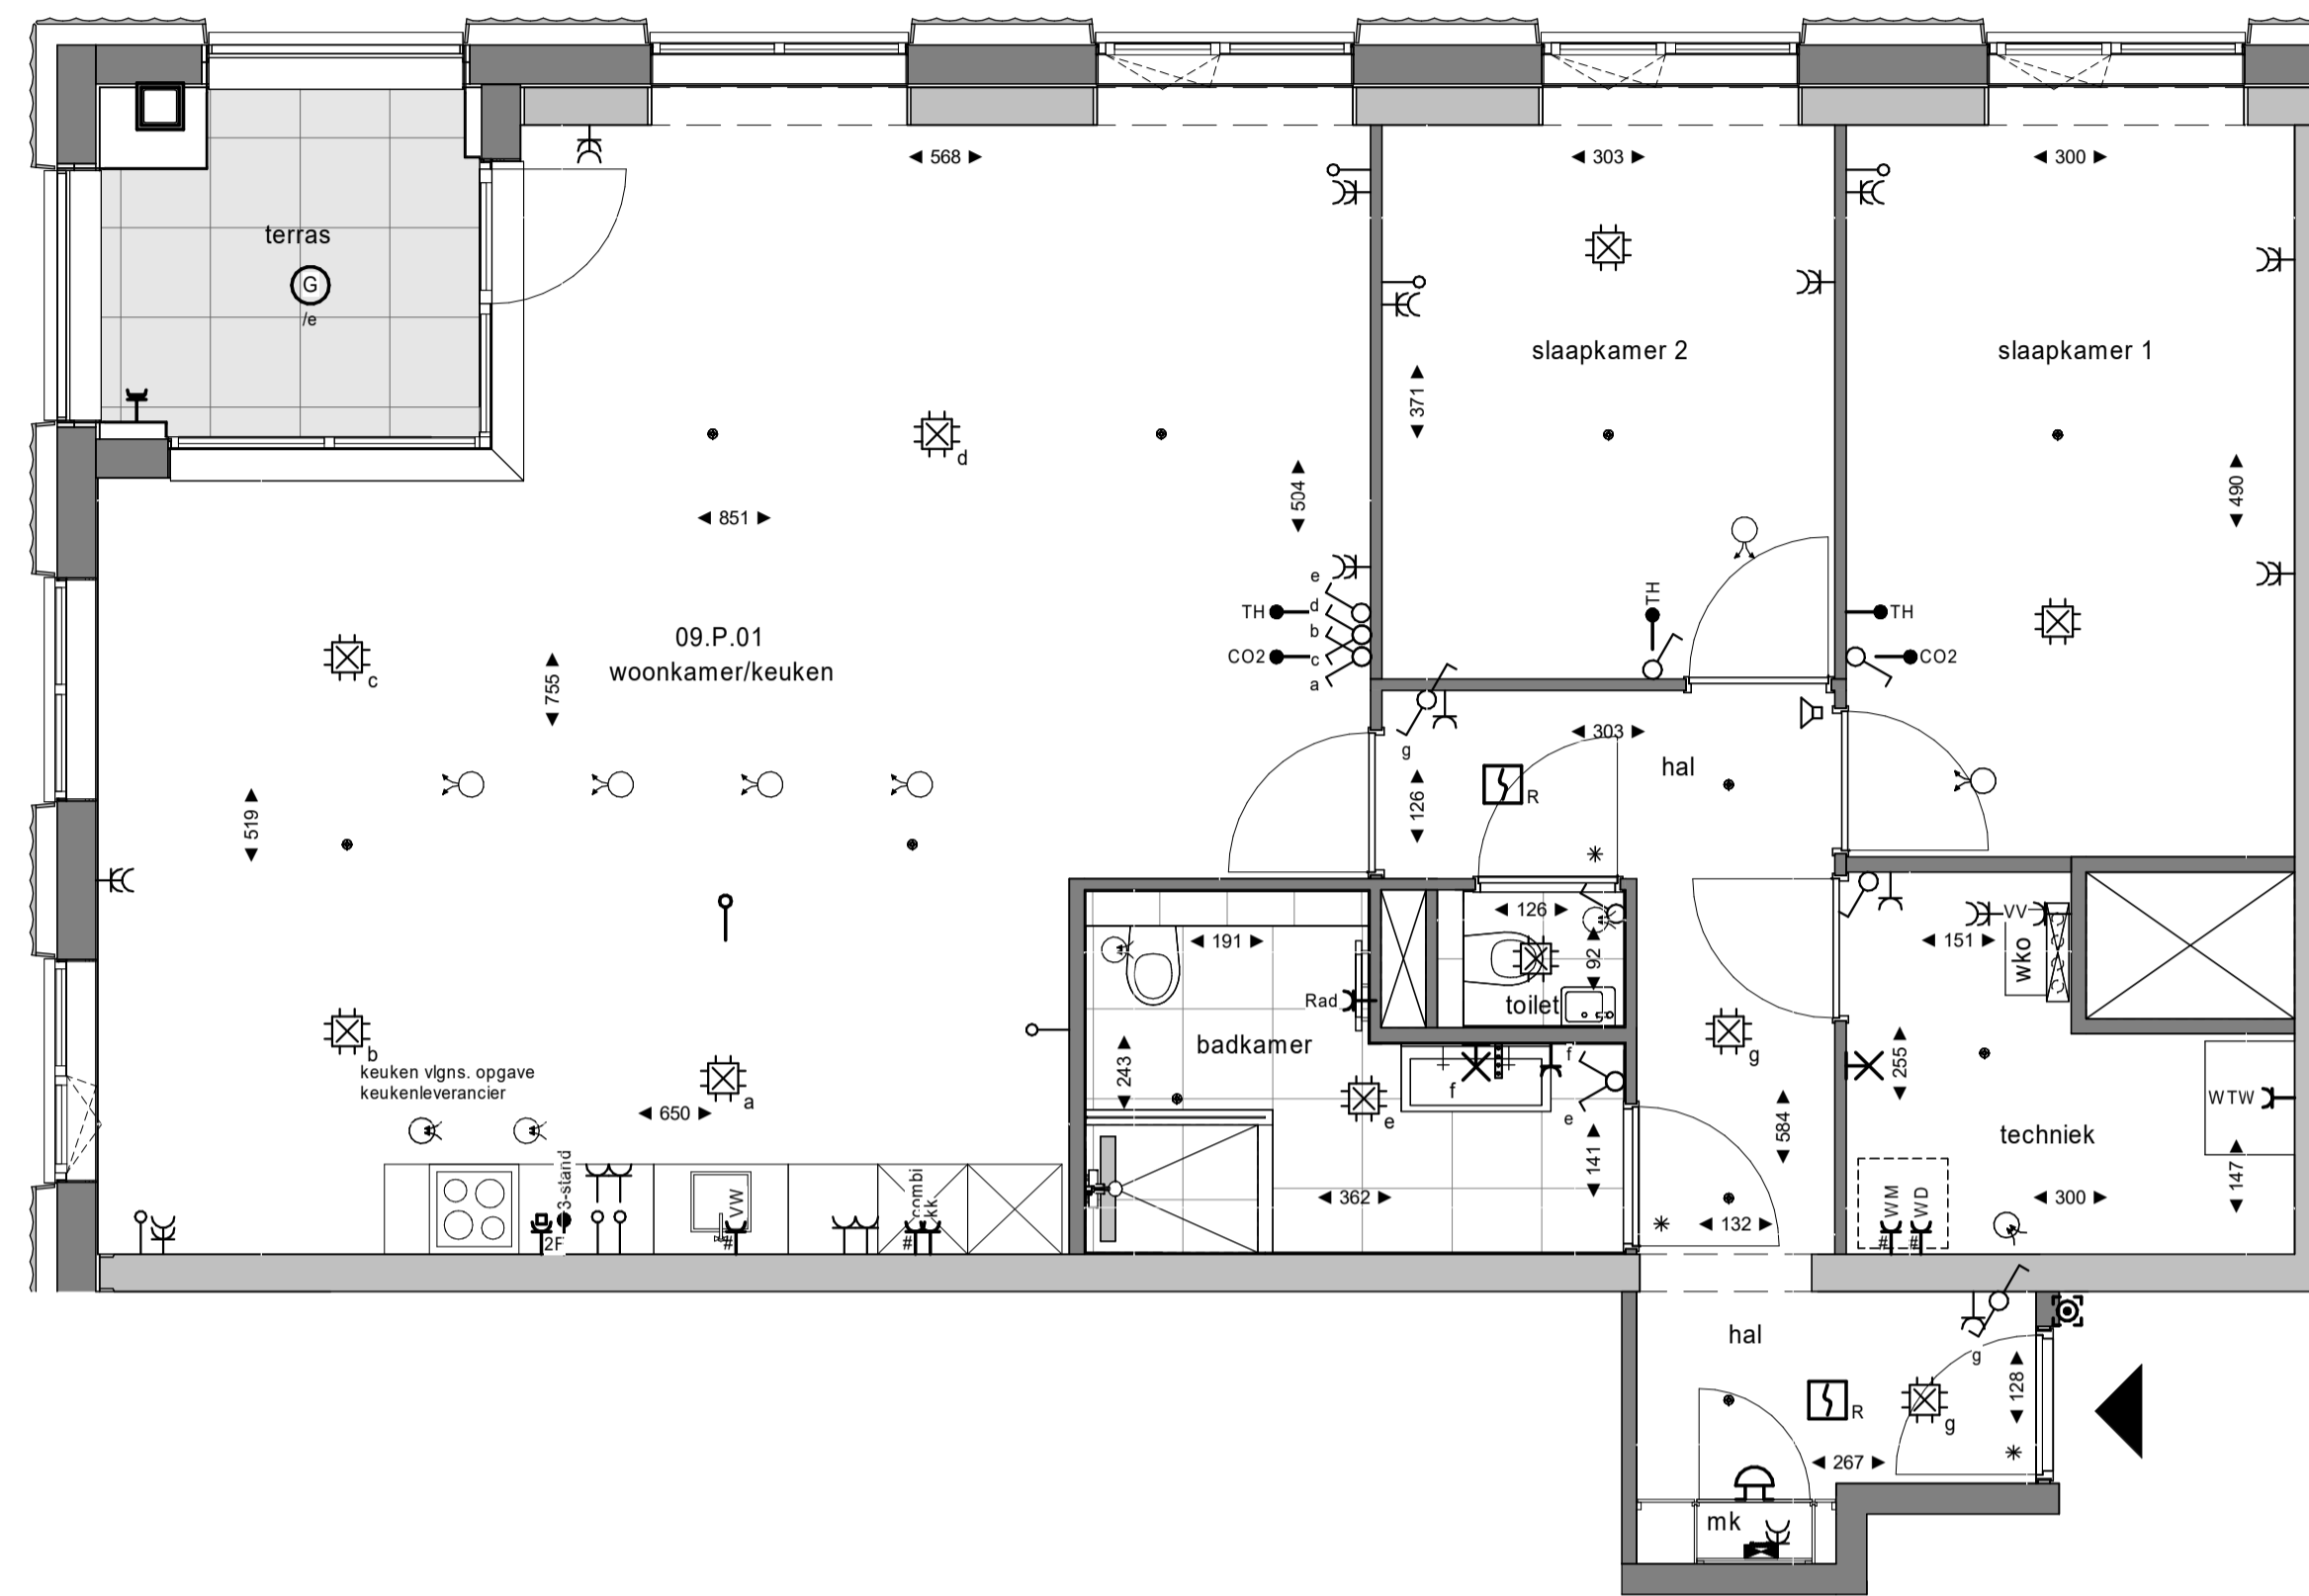 568
303
300
terras
G
/e
slaapkamer 2
slaapkamer 1
371
d
504
490
851
e
TH
d
b
CO2
c
a
TH
TH
CO2
09.P.01
woonkamer/keuken
c
755
g
303
hal
126
R
519
126
191
92
151
VV
wko
Rad
toilet
badkamer
b
keuken vlgns. opgave
keukenleverancier
a
650
243
f
f
e
e
g
255
584
WTW
techniek
141
147
3-stand
VW
combi
kk
2F
#
#
362
132
WM
WD
#
#
300
hal
g
128
R
g
267
mk